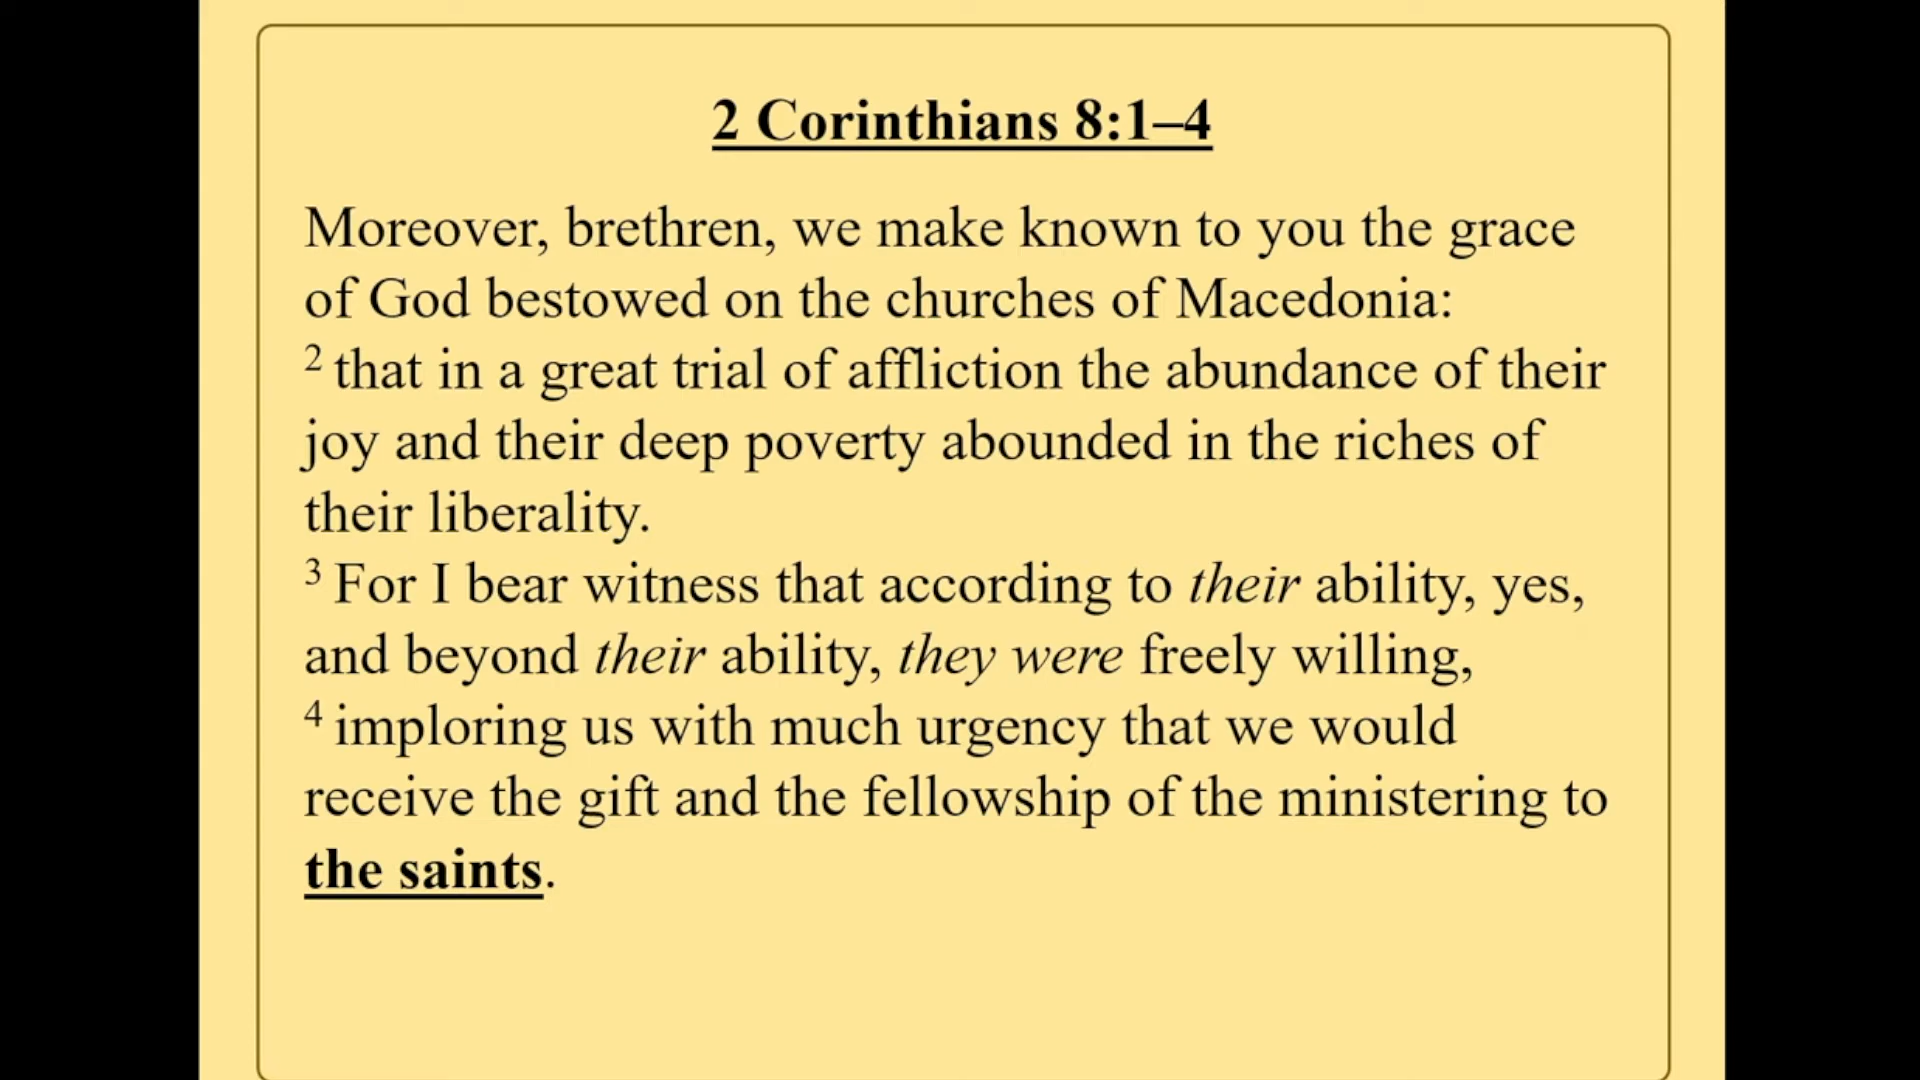 2 Corinthians 8:1–4
Moreover, brethren, we make known to you the grace
of God bestowed on the churches of Macedonia:
2 that in a great trial of affliction the abundance of their
joy and their deep poverty abounded in the riches of
their liberality.
3 For I bear witness that according to their ability, yes,
and beyond their ability, they were freely willing,
4 imploring us with much urgency that we would
receive the gift and the fellowship of the ministering to
the saints.